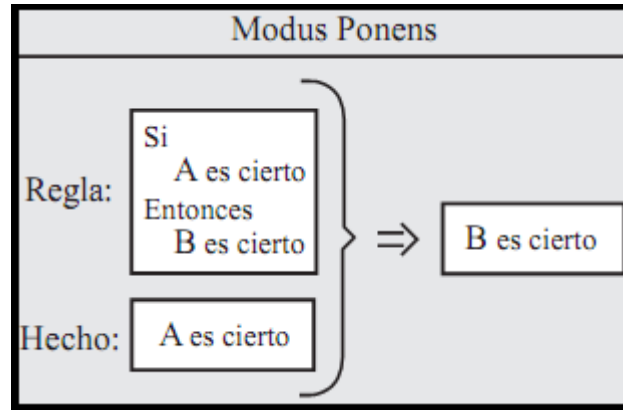 Modus Ponens
Regla:
Si
A es cierto
Entonces
B es cierto
Hecho:
A es cierto
⇒
B es cierto